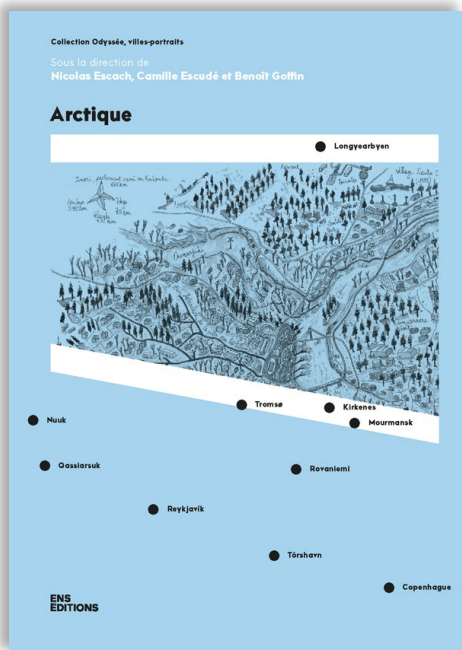 Collection Odyssée, villes-portraits
Sous la direction de
Nicolas Escach, Camille Escudé et Benoît Goffin
Arctique
Longyearbyen
Tromsø
Kirkenes
Mourmansk
Nuuk
Qassiarsuk
Rovaniemi
Reykjavík
Tórshavn
Copenhague
ENS
EDITIONS